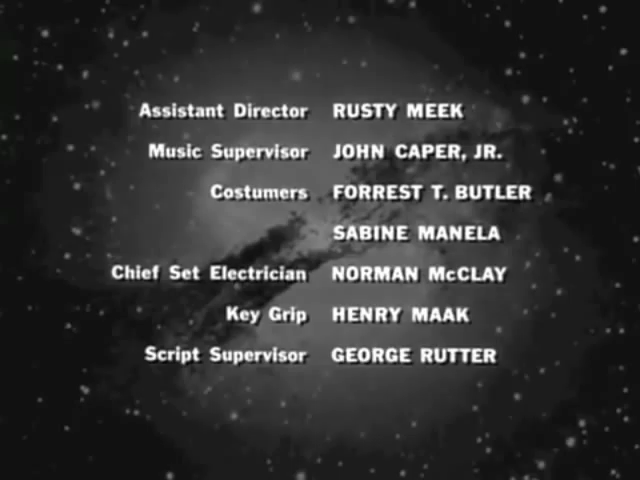 Assistant Director RUSTY MEEK
Music Supervisor JOHN CAPER, JR.
Costumers FORREST T. BUTLER
SABINE MANELA
Chief Set Electrician NORMAN McCLAY
Key Grip HENRY MAAK
Script Supervisor GEORGE RUTTER